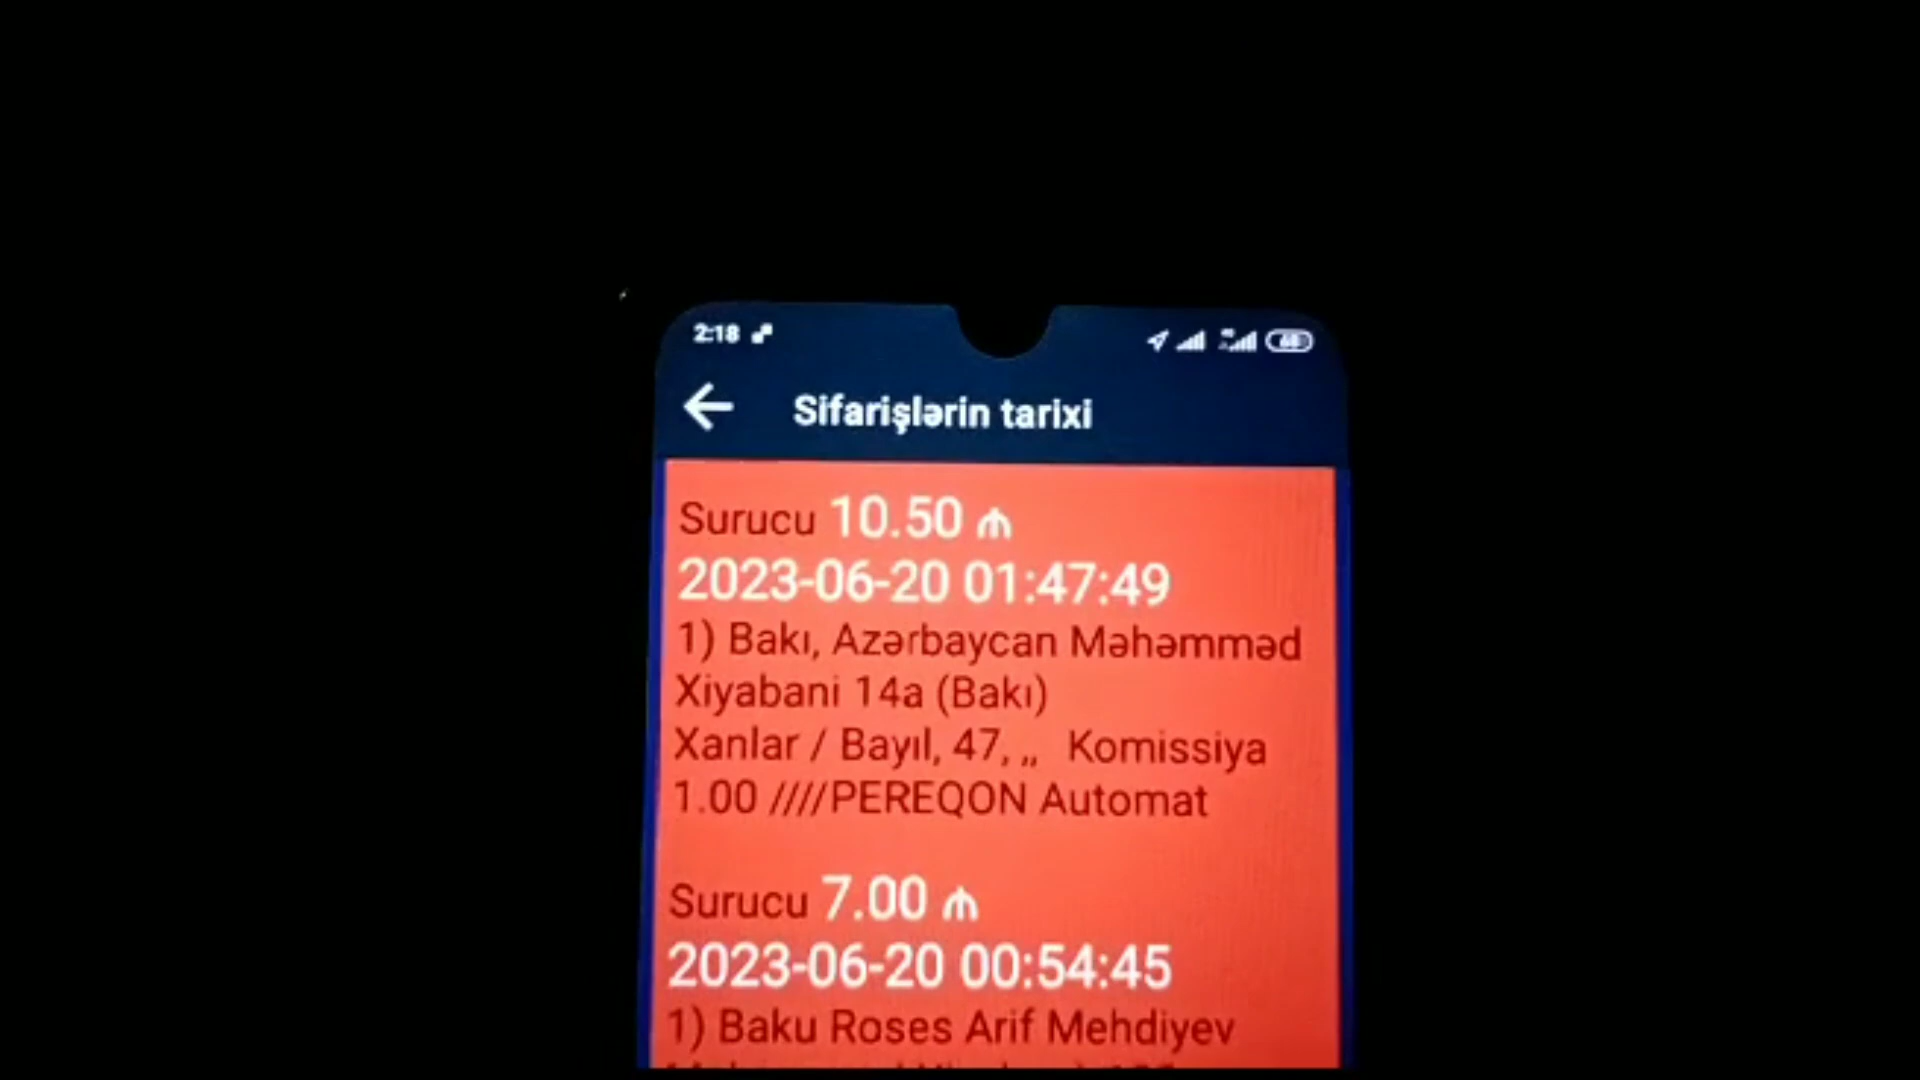 2:18
Sifarişlərin tarixi
Surucu 10.50 ₼
2023-06-20 01:47:49
1) Bakı, Azərbaycan Məhəmməd
Xiyabani 14a (Bakı)
Xanlar / Bayıl, 47, ,, Komissiya
1.00 ////PEREQON Automat
Surucu 7.00 ₼
2023-06-20 00:54:45
1) Baku Roses Arif Mehdiyev